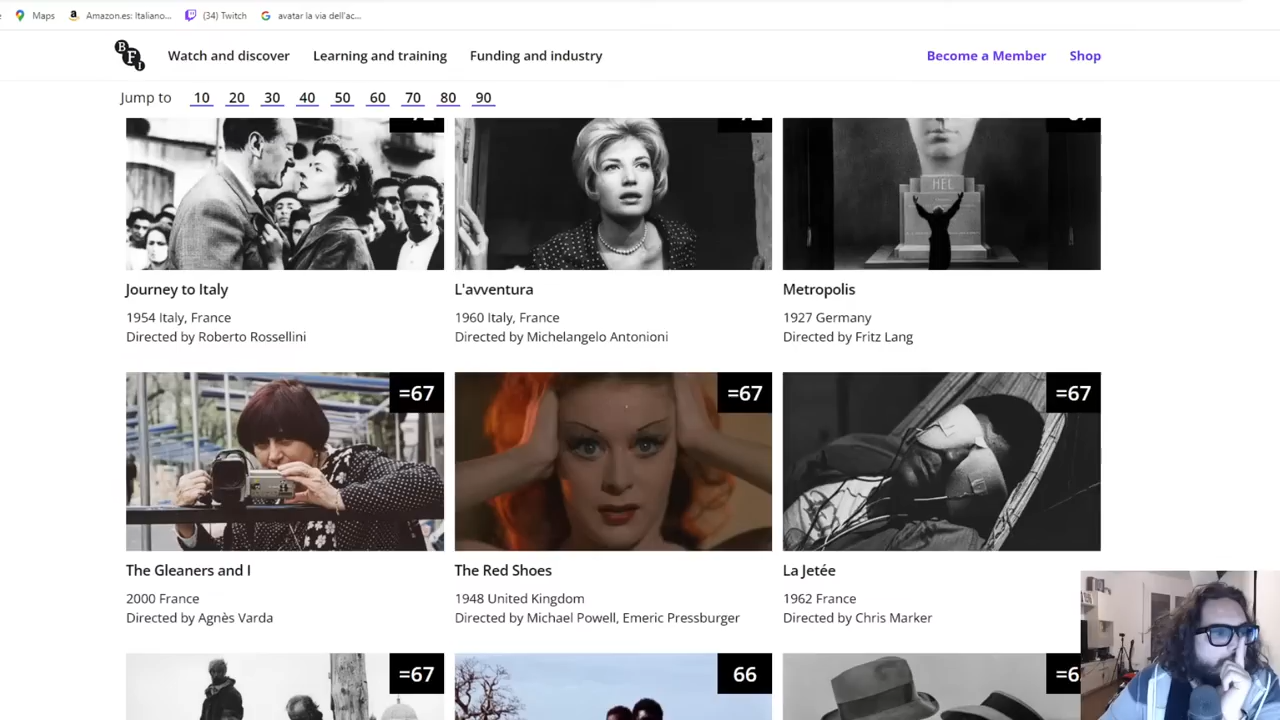 Maps Amazon.es: Italiano... (34) Twitch avatar la via dell'ac...
BFI Watch and discover Learning and training Funding and industry Become a Member Shop
Jump to 10 20 30 40 50 60 70 80 90
HEL
Journey to Italy
1954 Italy, France
Directed by Roberto Rossellini
L'avventura
1960 Italy, France
Directed by Michelangelo Antonioni
Metropolis
1927 Germany
Directed by Fritz Lang
=67
=67
=67
The Gleaners and I
2000 France
Directed by Agnès Varda
The Red Shoes
1948 United Kingdom
Directed by Michael Powell, Emeric Pressburger
La Jetée
1962 France
Directed by Chris Marker
=67
66